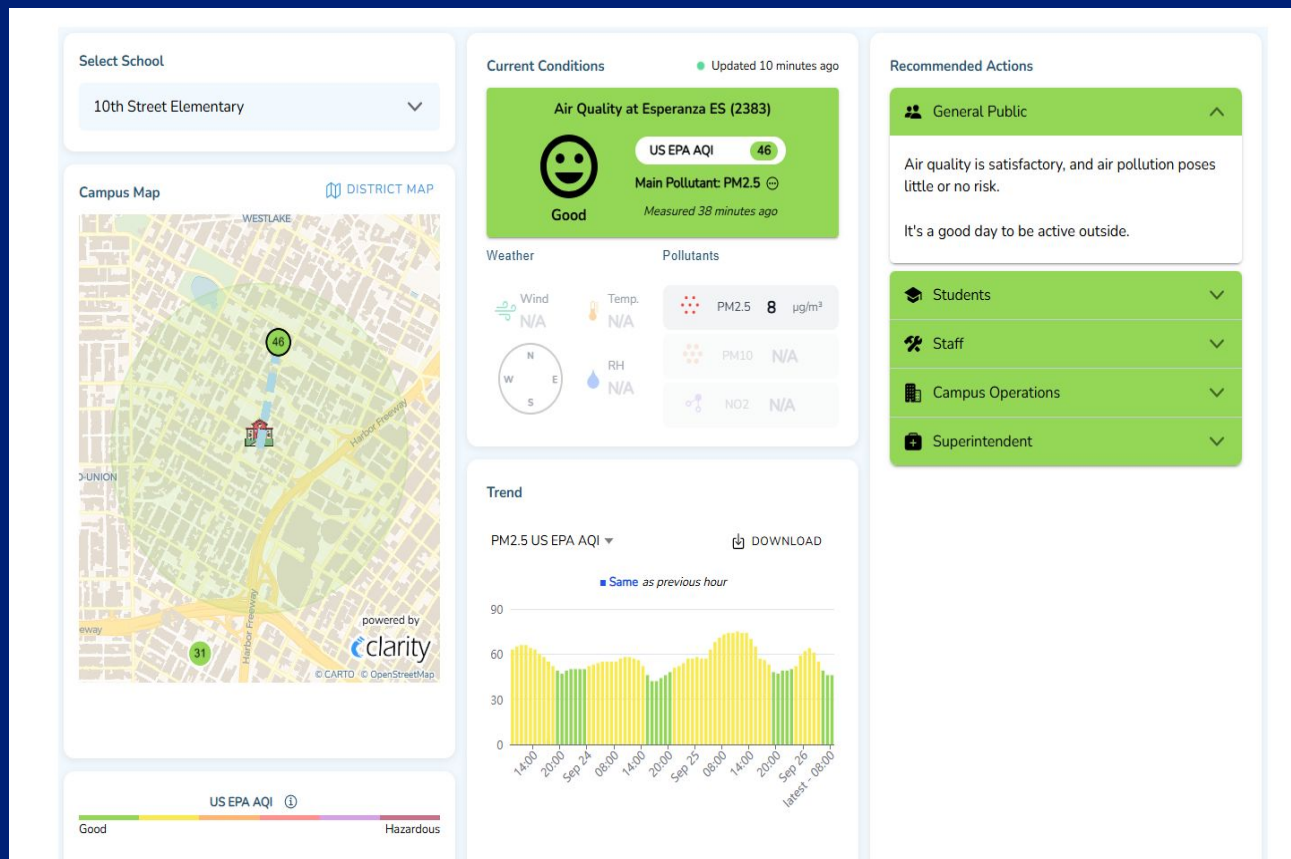 Select School
10th Street Elementary
Campus Map
DISTRICT MAP
WESTLAKE
46
Harbor Freeway
O-UNION
Harbor Freeway
eway
31
powered by
clarity
© CARTO © OpenStreetMap
US EPA AQI
Good
Hazardous
Current Conditions
Updated 10 minutes ago
Air Quality at Esperanza ES (2383)
US EPA AQI 46
Main Pollutant: PM2.5
Good
Measured 38 minutes ago
Weather
Wind
N/A
Temp.
N/A
N
W E
S
RH
N/A
Pollutants
PM2.5 8 µg/m³
PM10 N/A
NO2 N/A
Trend
PM2.5 US EPA AQI
DOWNLOAD
Same as previous hour
90
60
30
0
14:00
20:00
Sep 24
08:00
14:00
20:00
Sep 25
08:00
14:00
20:00
Sep 26
latest - 08:00
Recommended Actions
General Public
Air quality is satisfactory, and air pollution poses
little or no risk.
It's a good day to be active outside.
Students
Staff
Campus Operations
Superintendent